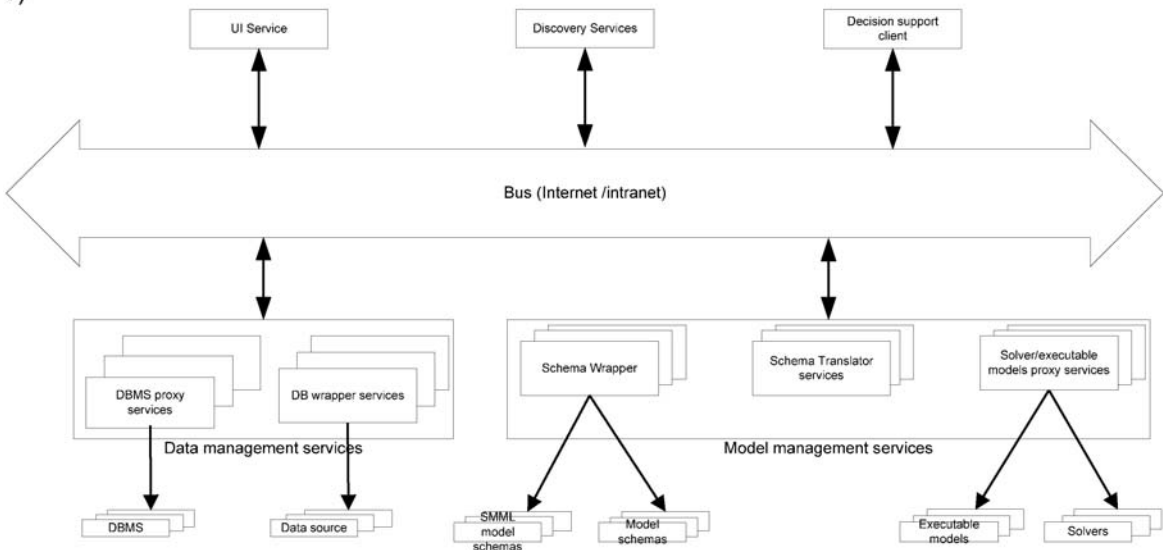 UI Service
Discovery Services
Decision support
client
Bus (Internet /intranet)
DBMS proxy
services
DB wrapper services
Schema Wrapper
Schema Translator
services
Solver/executable
models proxy services
Data management services
Model management services
DBMS
Data source
SMML
model
schemas
Model
schemas
Executable
models
Solvers